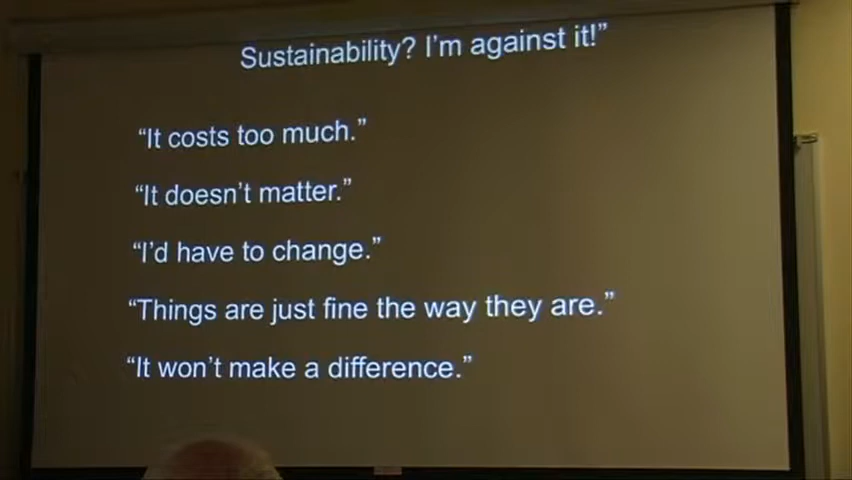 Sustainability? I’m against it!”
“It costs too much.”
“It doesn’t matter.”
“I’d have to change.”
“Things are just fine the way they are.”
“It won’t make a difference.”